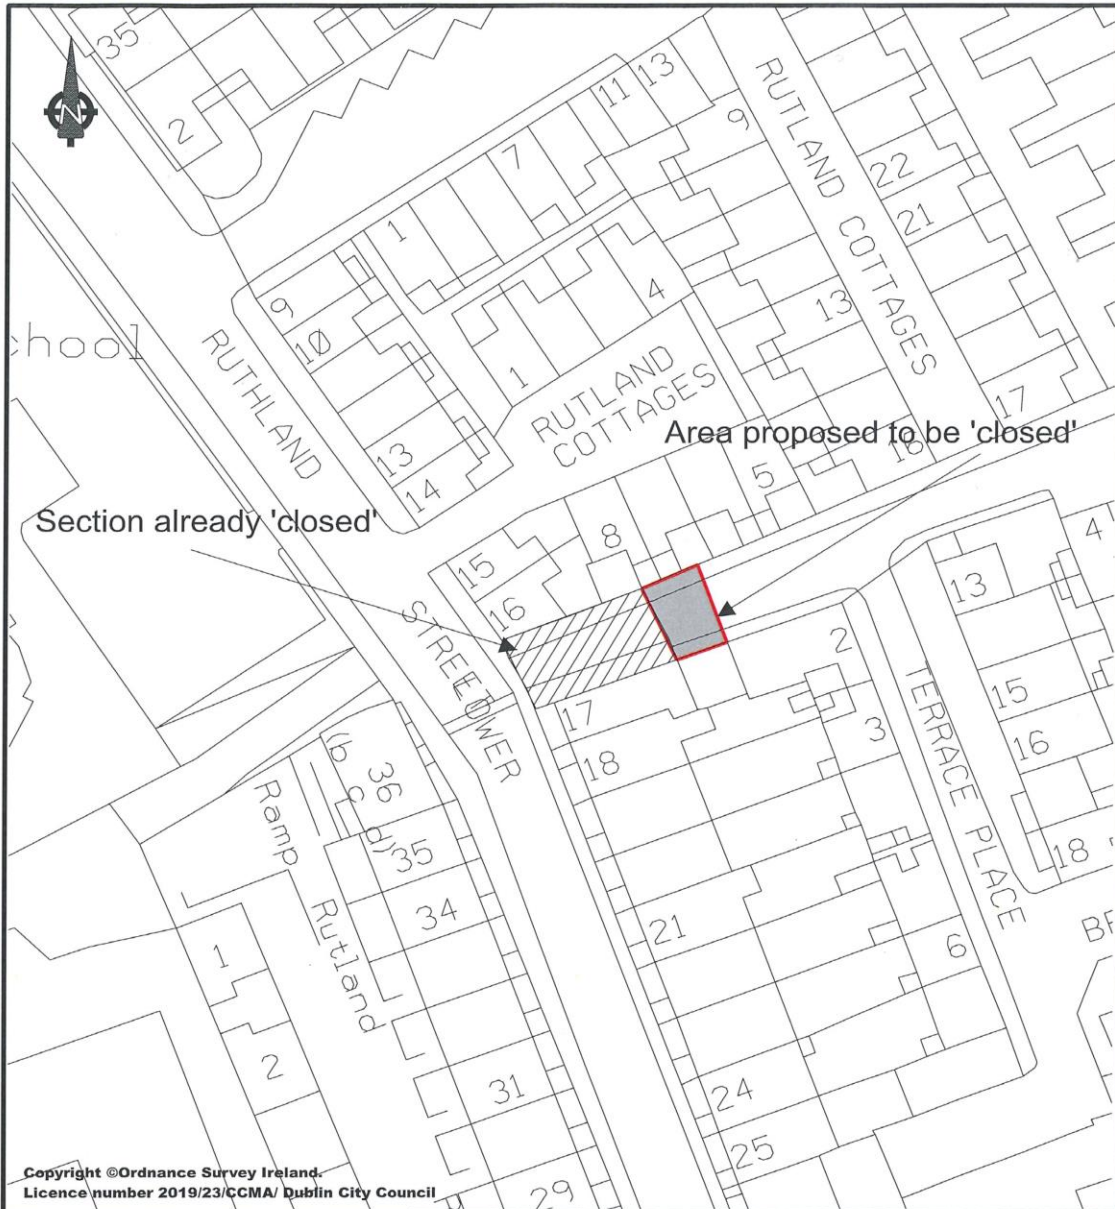 N
35
2
13
11
9
7
1
RUTLAND COTTAGES
22
21
4
13
9
10
chool
1
RUTHLAND
RUTLAND
COTTAGES
17
Area proposed to be 'closed'
13
14
5
18
Section already 'closed'
4
8
15
16
13
STREET
LOWER
2
17
18
3
15
16
TERRACE PLACE
(b
c
d)
36
35
Ramp
34
Rutland
18
21
6
1
BF
2
31
24
25
29
Copyright ©Ordnance Survey Ireland.
Licence number 2019/23/CCMA/ Dublin City Council